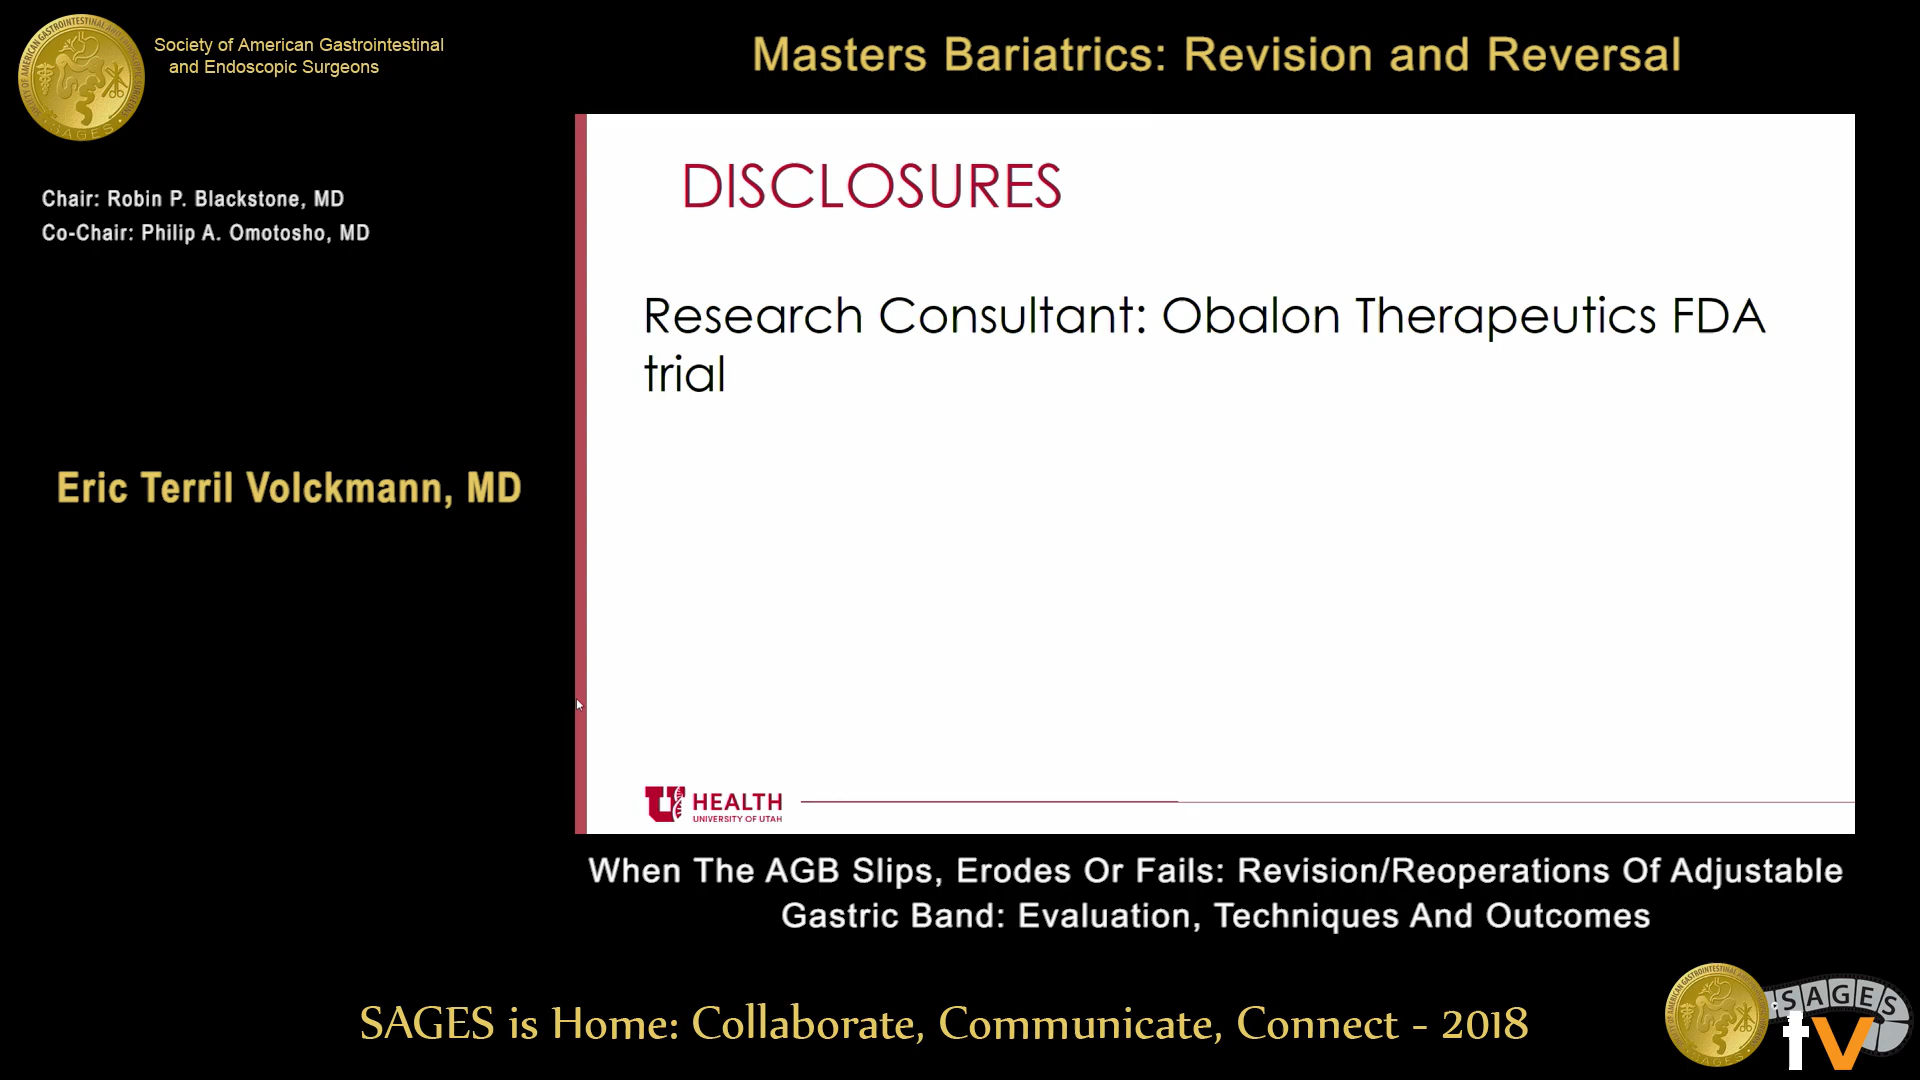 Society of American Gastrointestinal
and Endoscopic Surgeons
Masters Bariatrics: Revision and Reversal
Chair: Robin P. Blackstone, MD
Co-Chair: Philip A. Omotosho, MD
Eric Terril Volckmann, MD
DISCLOSURES
Research Consultant: Obalon Therapeutics FDA
trial
U HEALTH
UNIVERSITY OF UTAH
When The AGB Slips, Erodes Or Fails: Revision/Reoperations Of Adjustable
Gastric Band: Evaluation, Techniques And Outcomes
SAGES is Home: Collaborate, Communicate, Connect - 2018
SAGES
tv